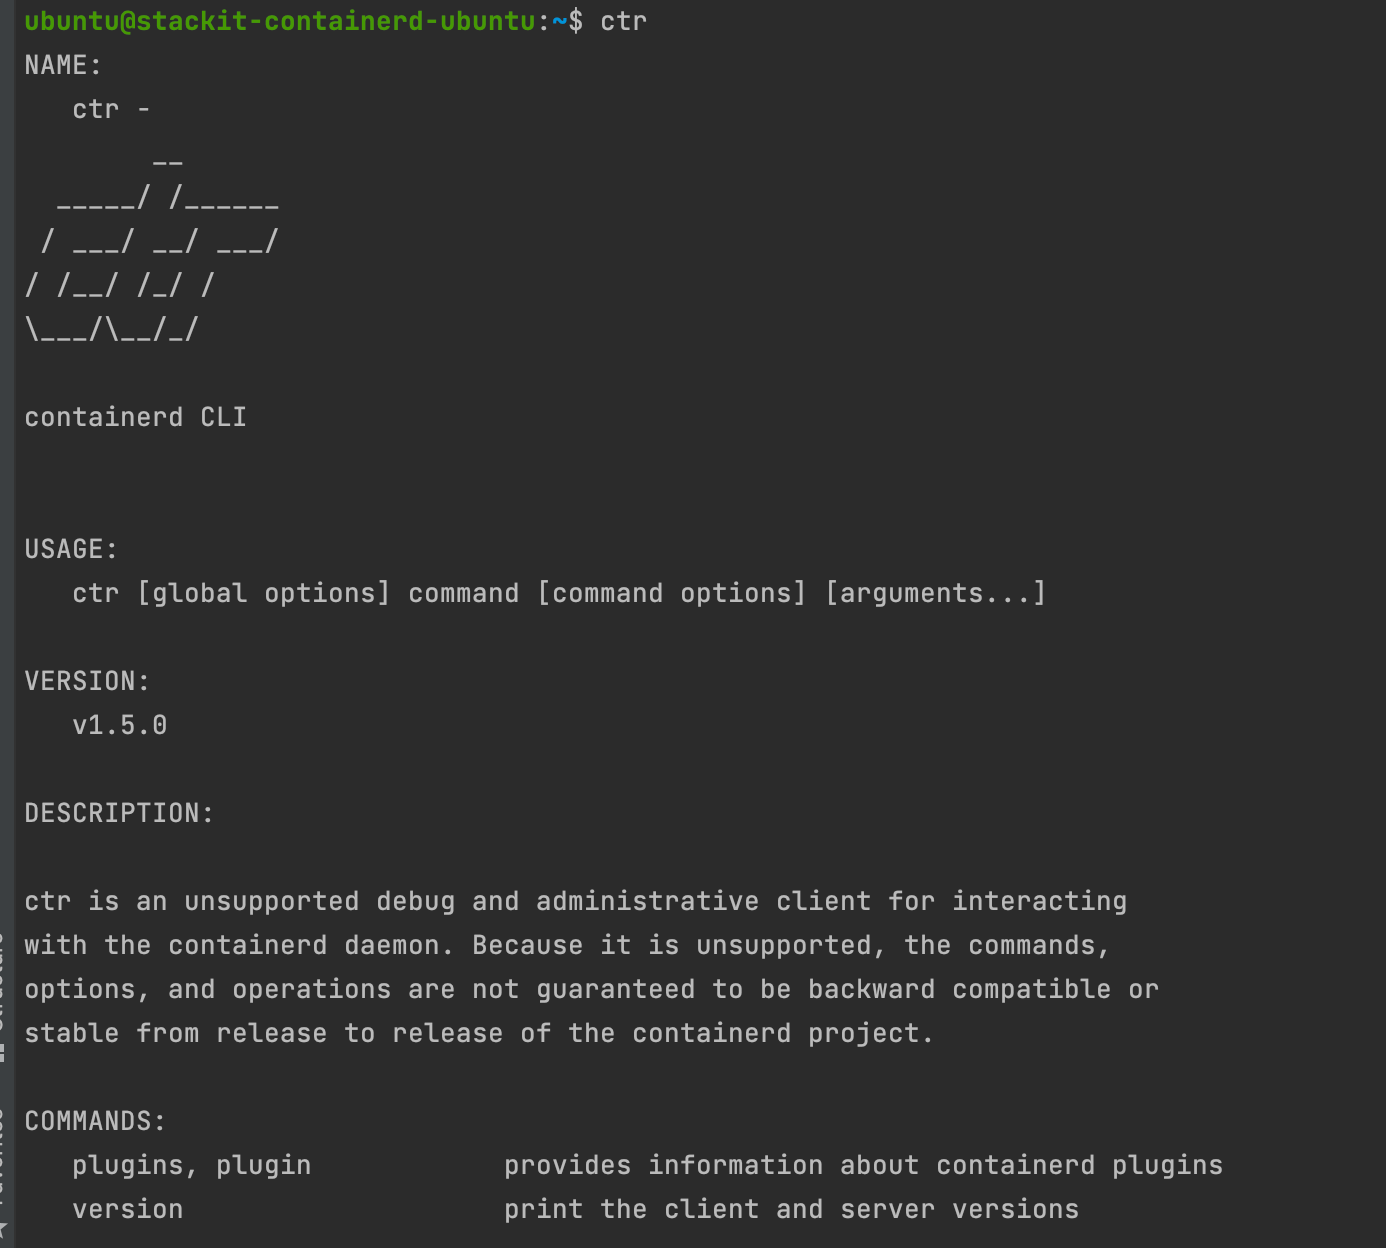 ubuntu@stackit-containerd-ubuntu:~$ ctr
NAME:
   ctr -
        __
  _____/ /______
 / ___/ __/ ___/
/ /__/ /_/ /
\___/\__/_/

containerd CLI


USAGE:
   ctr [global options] command [command options] [arguments...]

VERSION:
   v1.5.0

DESCRIPTION:

ctr is an unsupported debug and administrative client for interacting
with the containerd daemon. Because it is unsupported, the commands,
options, and operations are not guaranteed to be backward compatible or
stable from release to release of the containerd project.

COMMANDS:
   plugins, plugin            provides information about containerd plugins
   version                    print the client and server versions